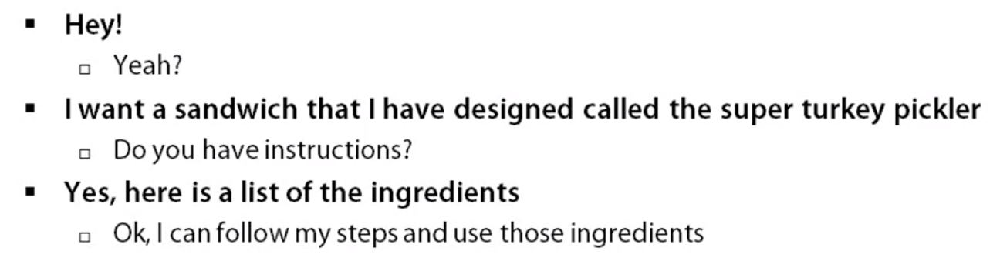 Hey!
Yeah?
I want a sandwich that I have designed called the super turkey pickler
Do you have instructions?
Yes, here is a list of the ingredients
Ok, I can follow my steps and use those ingredients